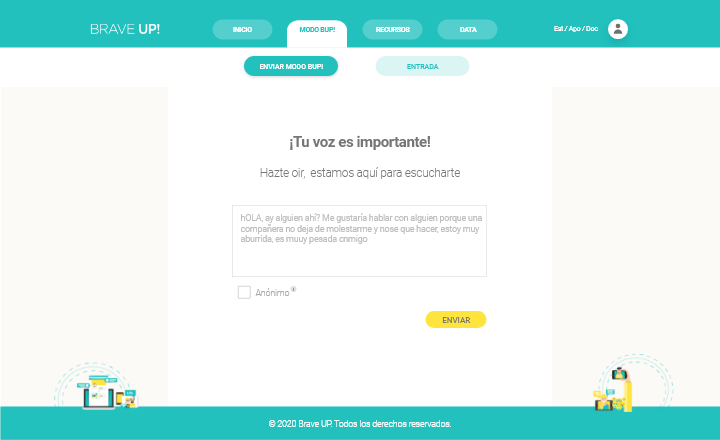 BRAVE UP!
INICIO
MODO BUP!
RECURSOS
DATA
Est / Apo / Doc
ENVIAR MODO BUP!
ENTRADA
¡Tu voz es importante!
Hazte oir,  estamos aquí para escucharte
hOLA, ay alguien ahí? Me gustaría hablar con alguien porque una
compañera no deja de molestarme y nose que hacer, estoy muy
aburrida, es muuy pesada cnmigo
Anónimo
ENVIAR
© 2020 Brave UP. Todos los derechos reservados.